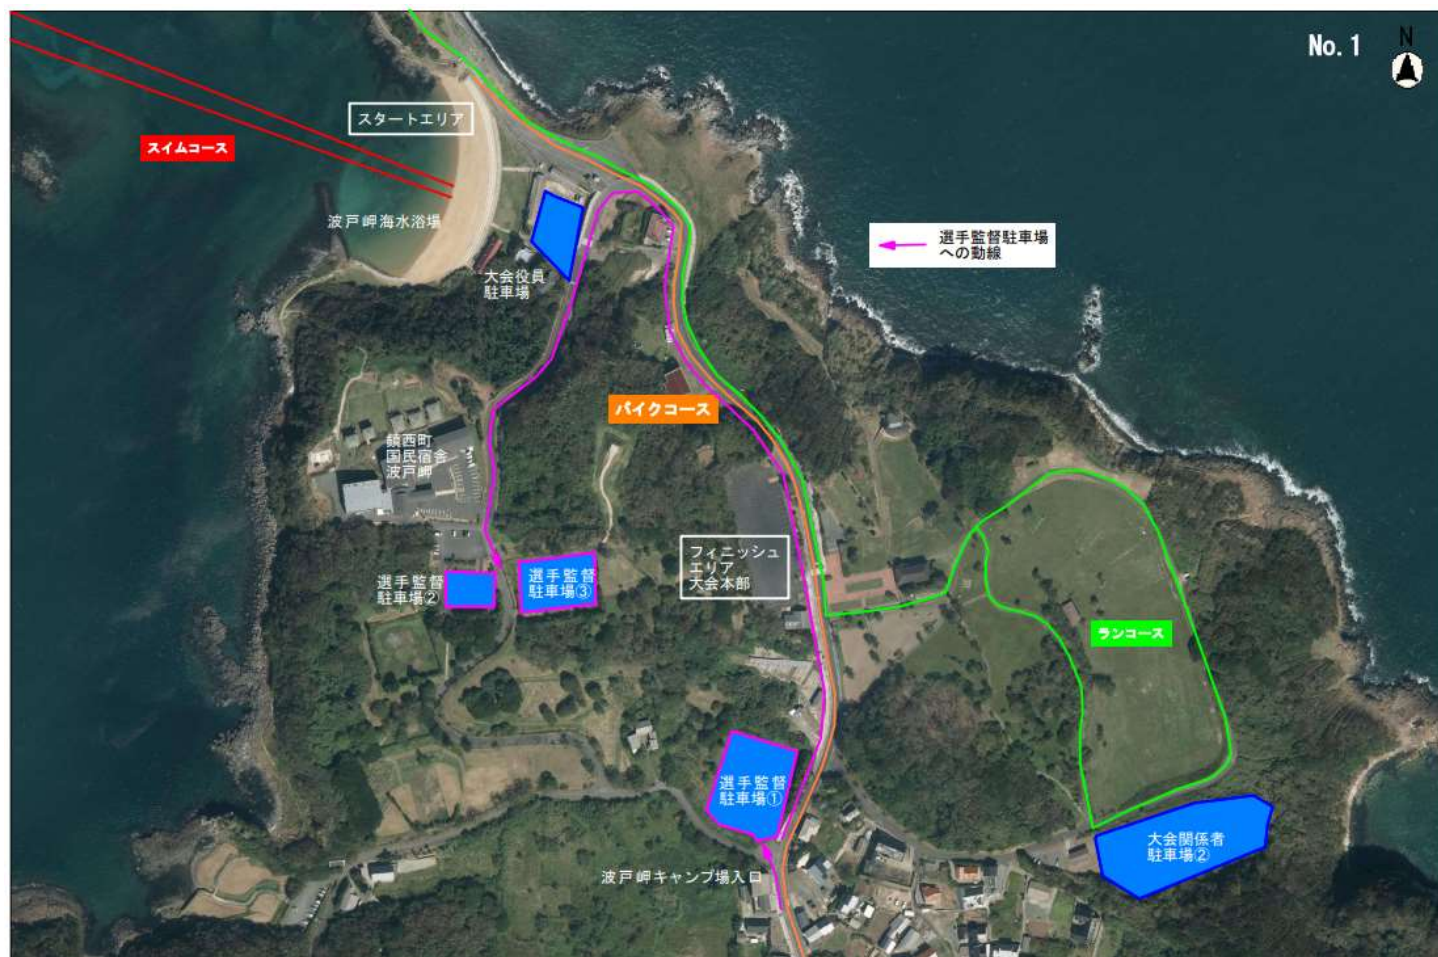 No. 1
N
スタートエリア
スイムコース
波戸岬海水浴場
選手監督駐車場
への動線
大会役員
駐車場
バイクコース
鎮西町
国民宿舎
波戸岬
フィニッシュ
エリア
大会本部
選手監督
駐車場②
選手監督
駐車場③
ランコース
選手監督
駐車場①
大会関係者
駐車場②
波戸岬キャンプ場入口